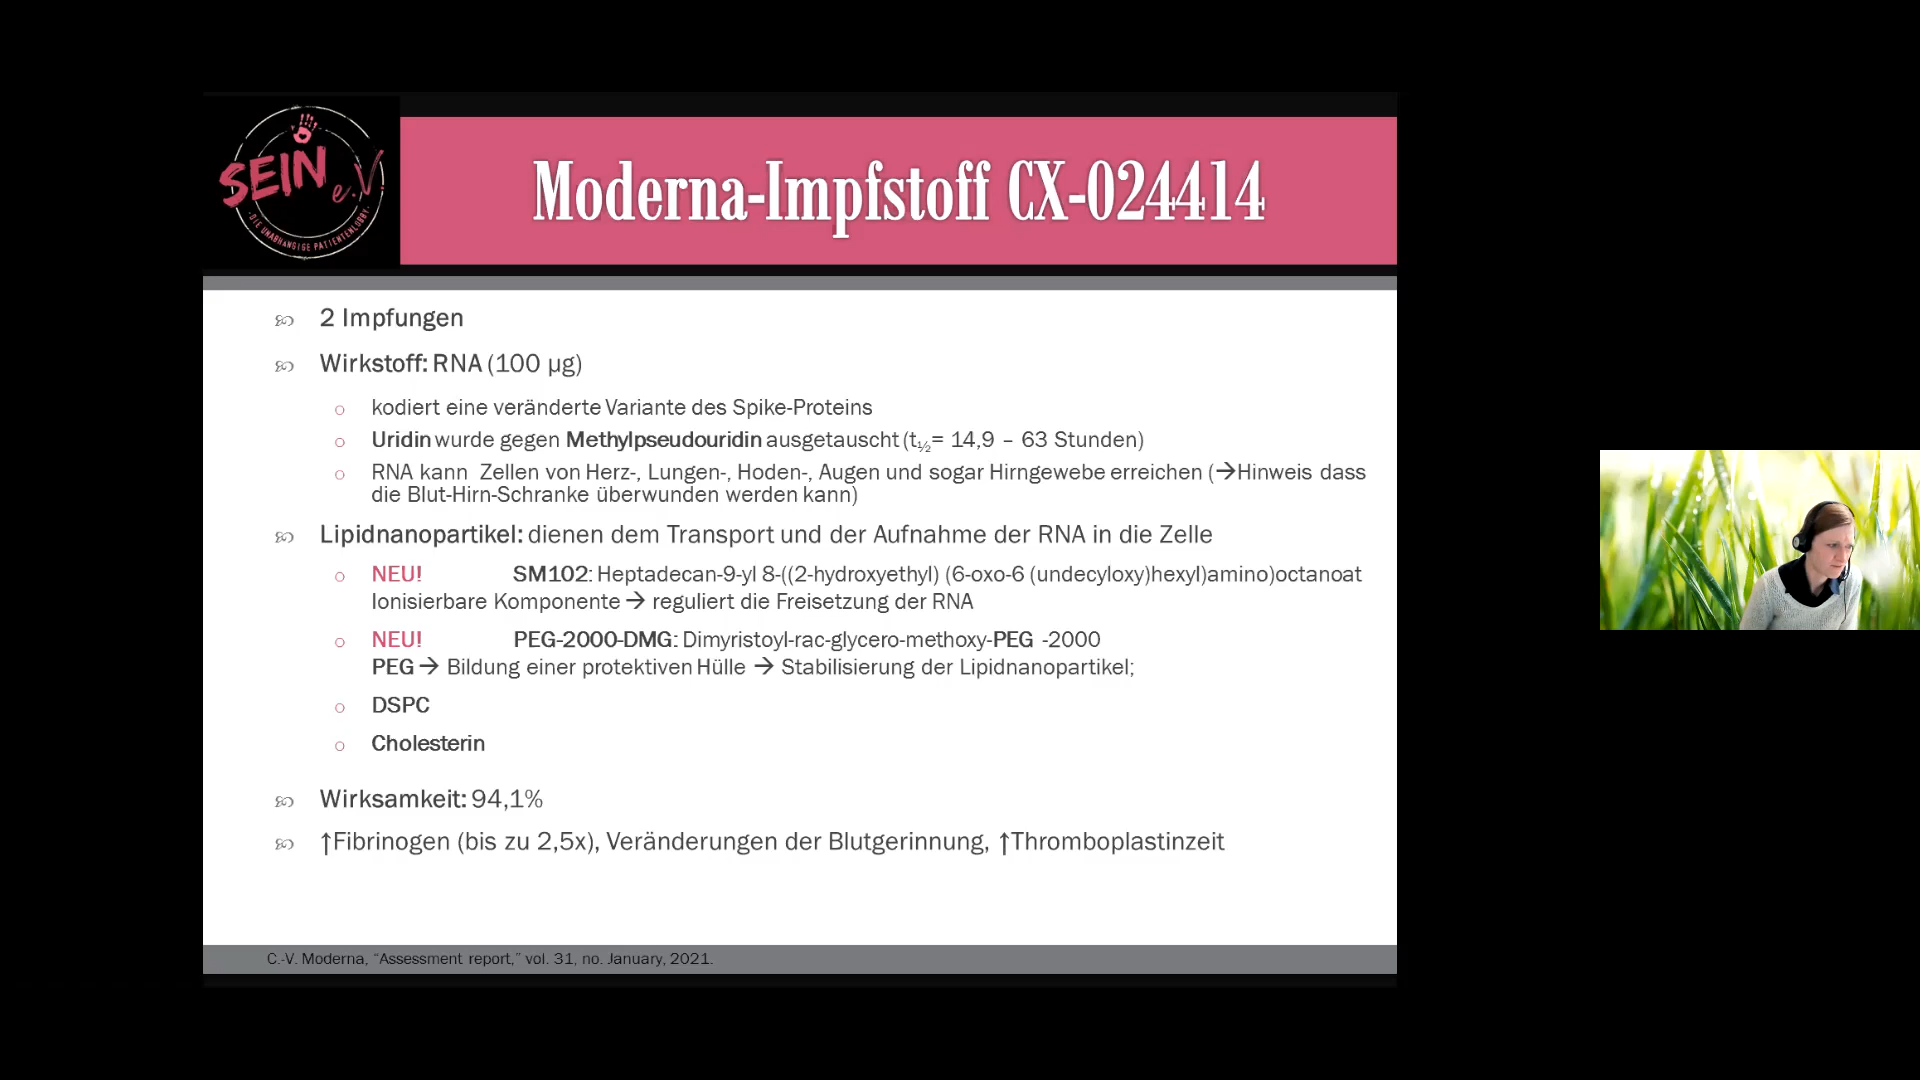 SEIN e.V.
· DIE UNABHÄNGIGE PATIENTENLOBBY ·
Moderna-Impfstoff CX-024414
2 Impfungen
Wirkstoff: RNA (100 µg)
kodiert eine veränderte Variante des Spike-Proteins
Uridin wurde gegen Methylpseudouridin ausgetauscht (t½= 14,9 – 63 Stunden)
RNA kann Zellen von Herz-, Lungen-, Hoden-, Augen und sogar Hirngewebe erreichen (→Hinweis dass
die Blut-Hirn-Schranke überwunden werden kann)
Lipidnanopartikel: dienen dem Transport und der Aufnahme der RNA in die Zelle
NEU! SM102: Heptadecan-9-yl 8-((2-hydroxyethyl) (6-oxo-6 (undecyloxy)hexyl)amino)octanoat
Ionisierbare Komponente → reguliert die Freisetzung der RNA
NEU! PEG-2000-DMG: Dimyristoyl-rac-glycero-methoxy-PEG -2000
PEG → Bildung einer protektiven Hülle → Stabilisierung der Lipidnanopartikel;
DSPC
Cholesterin
Wirksamkeit: 94,1%
↑Fibrinogen (bis zu 2,5x), Veränderungen der Blutgerinnung, ↑Thromboplastinzeit
C.-V. Moderna, “Assessment report,” vol. 31, no. January, 2021.